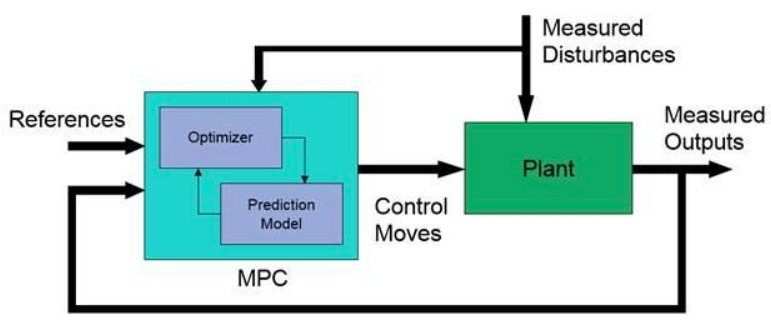 Measured
Disturbances
References
Optimizer
Prediction
Model
MPC
Control
Moves
Plant
Measured
Outputs